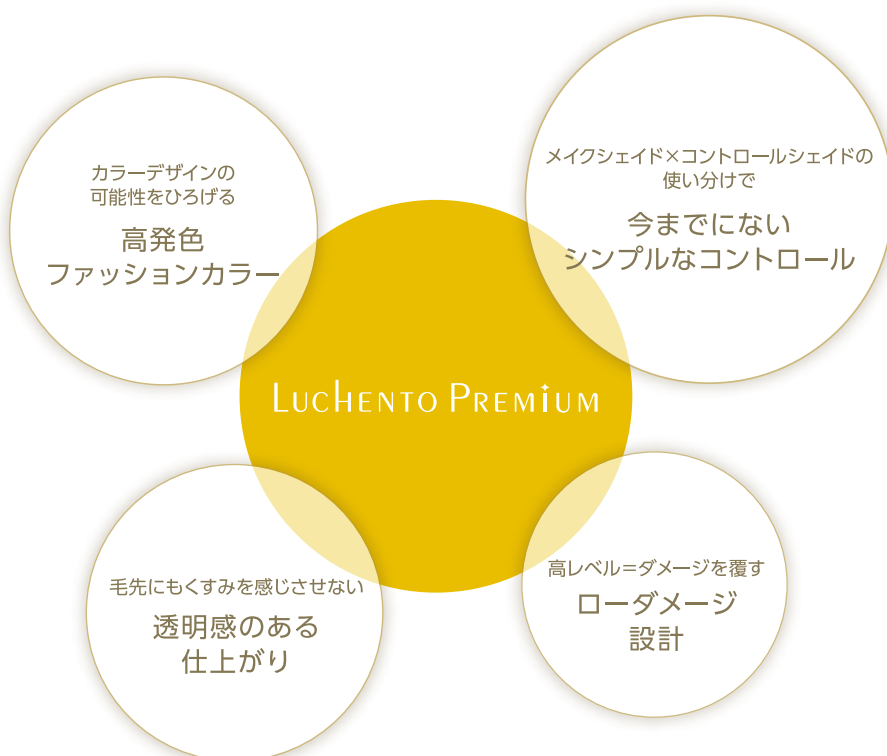 カラーデザインの
可能性をひろげる
高発色
ファッションカラー
メイクシェイド×コントロールシェイドの
使い分けで
今までにない
シンプルなコントロール
LUCHENTO PREMIUM
毛先にもくすみを感じさせない
透明感のある
仕上がり
高レベル＝ダメージを覆す
ローダメージ
設計